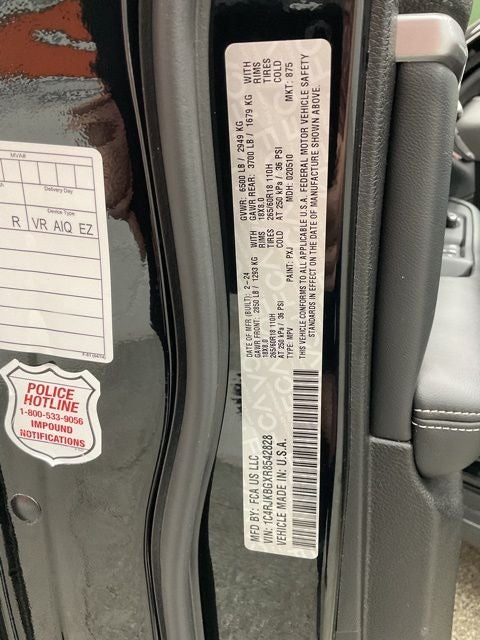 MVA#
Delivery Day
Device Type
R VR AIQ EZ
POLICE
HOTLINE
1-800-533-9056
IMPOUND
NOTIFICATIONS
MFD BY: FCA US LLC
VIN: 1C4RJKBGXR8542828
VEHICLE MADE IN: U.S.A.
DATE OF MFR (BUILT): 2-24 GVWR: 6500 LB / 2949 KG
GAWR FRONT: 2850 LB / 1293 KG WITH GAWR REAR: 3700 LB / 1679 KG WITH
18X8.0 RIMS 18X8.0 RIMS
265/60R18 110H TIRES 265/60R18 110H TIRES
AT 250 kPa / 36 PSI COLD AT 250 kPa / 36 PSI COLD
TYPE: MPV PAINT: PXJ MDH: 020510 MKT: 875
THIS VEHICLE CONFORMS TO ALL APPLICABLE U.S.A. FEDERAL MOTOR VEHICLE SAFETY
STANDARDS IN EFFECT ON THE DATE OF MANUFACTURE SHOWN ABOVE.